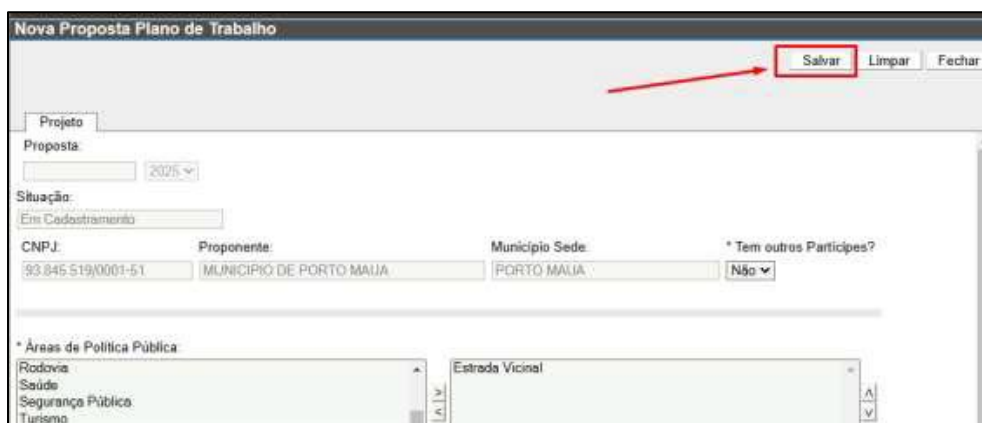 Nova Proposta Plano de Trabalho
Salvar Limpar Fechar
Projeto
Proposta:
2025
Situação:
Em Cadastramento
CNPJ: Proponente: Município Sede: * Tem outros Partícipes?
93.845.519/0001-51 MUNICIPIO DE PORTO MAUA PORTO MAUA Não
* Áreas de Política Pública:
Rodovia Estrada Vicinal
Saúde
Segurança Pública > ʌ
Turismo < v